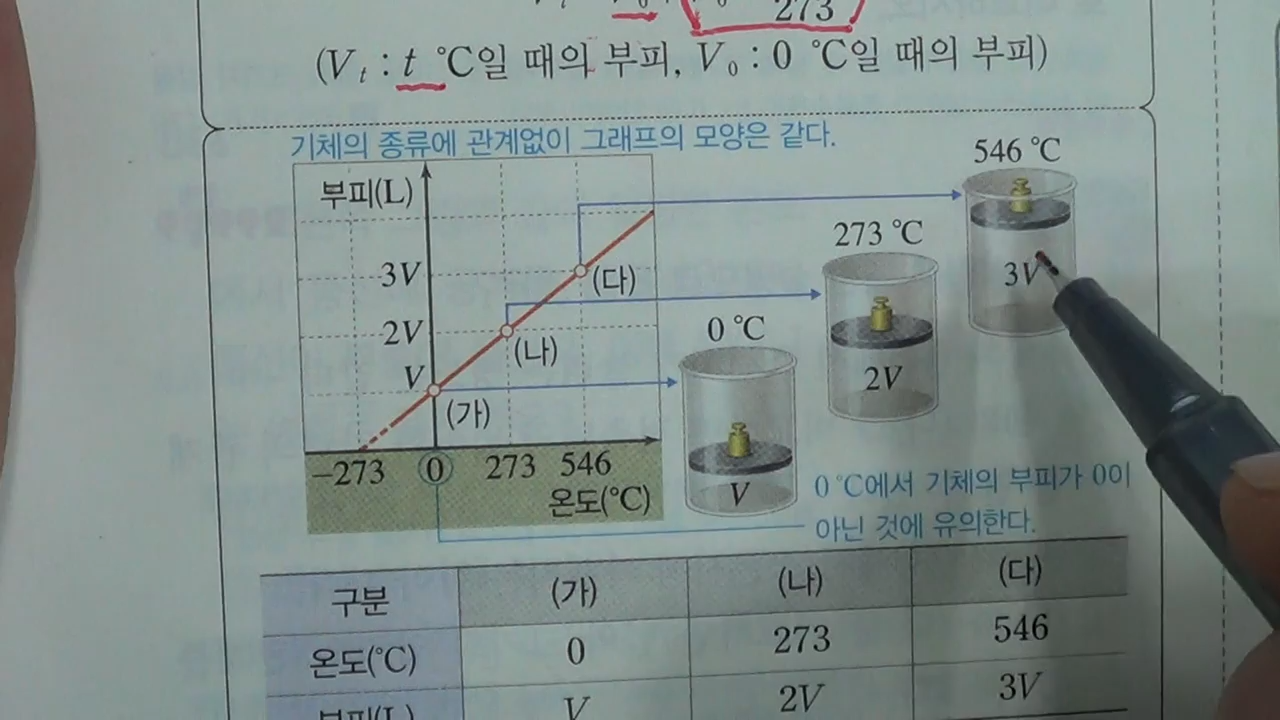 273
(Vt : t ℃일 때의 부피, V0 : 0 ℃일 때의 부피)
기체의 종류에 관계없이 그래프의 모양은 같다.
부피(L)
3V
2V
V
(다)
(나)
(가)
-273 0 273 546
온도(℃)
546 ℃
3V
273 ℃
2V
0 ℃
V
0 ℃에서 기체의 부피가 0이
아닌 것에 유의한다.
구분 (가) (나) (다)
온도(℃) 0 273 546
부피(L) V 2V 3V